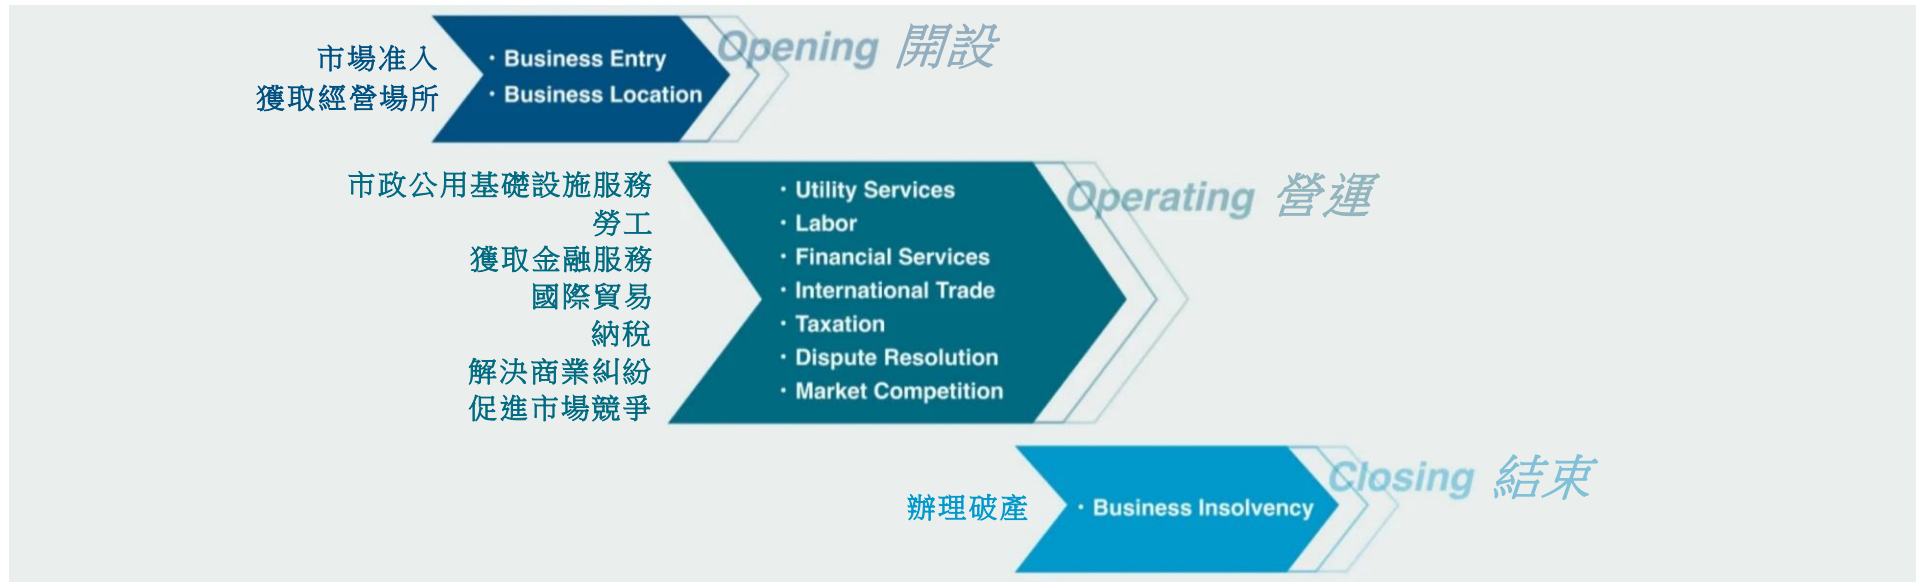 Opening 開設
市場准入
獲取經營場所
· Business Entry
· Business Location
Operating 營運
市政公用基礎設施服務
勞工
獲取金融服務
國際貿易
納稅
解決商業糾紛
促進市場競爭
· Utility Services
· Labor
· Financial Services
· International Trade
· Taxation
· Dispute Resolution
· Market Competition
Closing 結束
辦理破產
· Business Insolvency